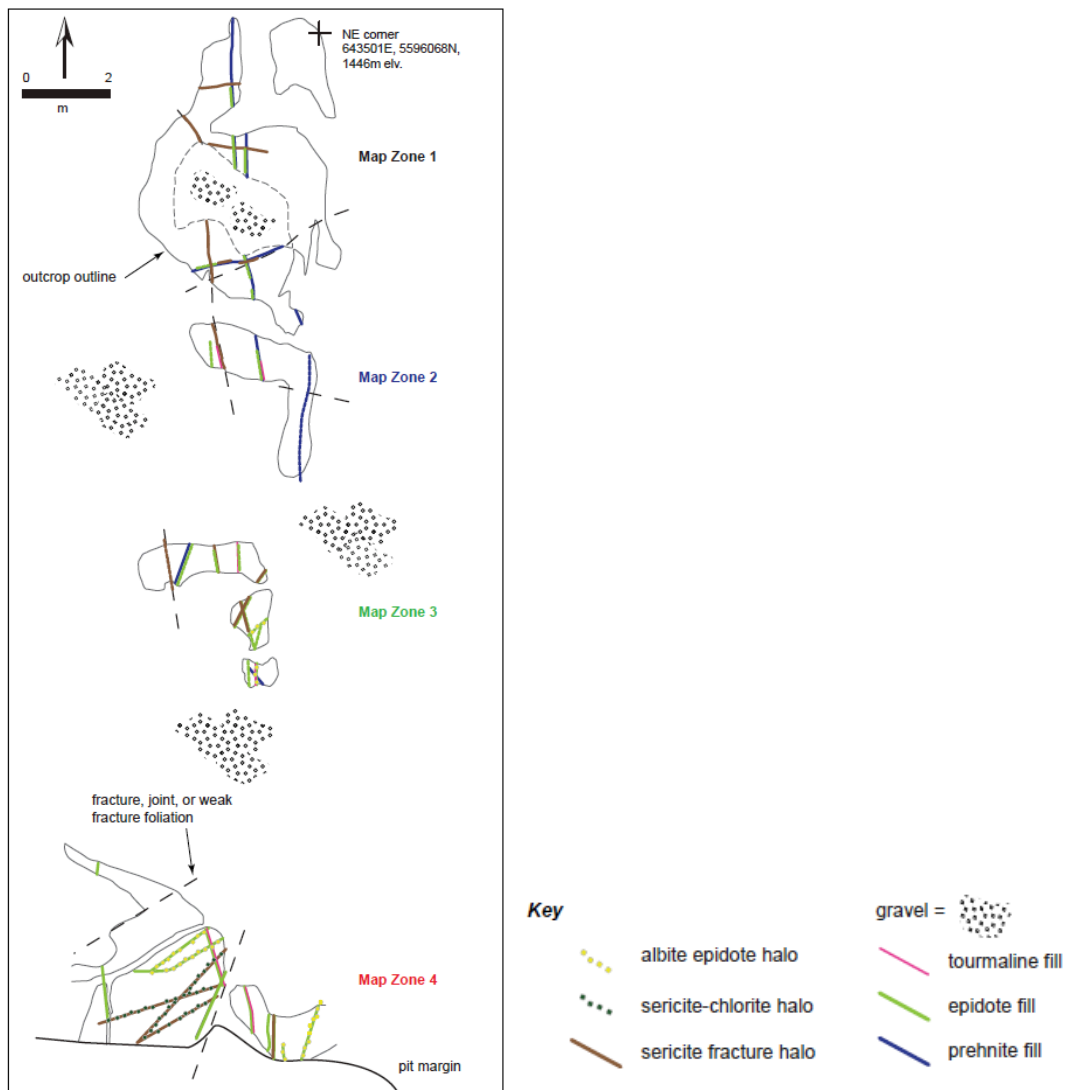 NE corner
643501E, 5596068N,
1446m elv.
0 2
m
Map Zone 1
outcrop outline
Map Zone 2
Map Zone 3
fracture, joint, or weak
fracture foliation
Map Zone 4
pit margin
Key
gravel =
albite epidote halo
tourmaline fill
sericite-chlorite halo
epidote fill
sericite fracture halo
prehnite fill